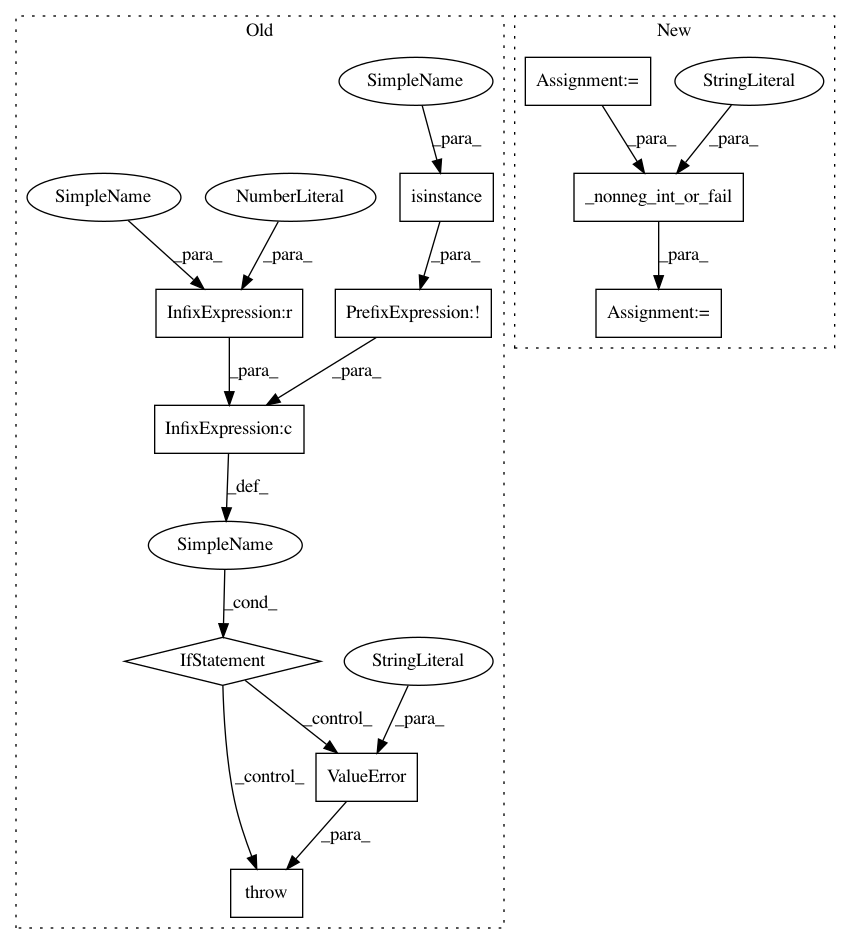 Old
New
SimpleName
Assignment:=
StringLiteral
_para_
_para_
_para_
SimpleName
NumberLiteral
isinstance
_nonneg_int_or_fail
_para_
_para_
_para_
_para_
InfixExpression:r
PrefixExpression:!
Assignment:=
_para_
_para_
InfixExpression:c
_def_
SimpleName
_cond_
IfStatement
StringLiteral
_control_
_para_
_control_
ValueError
_para_
throw